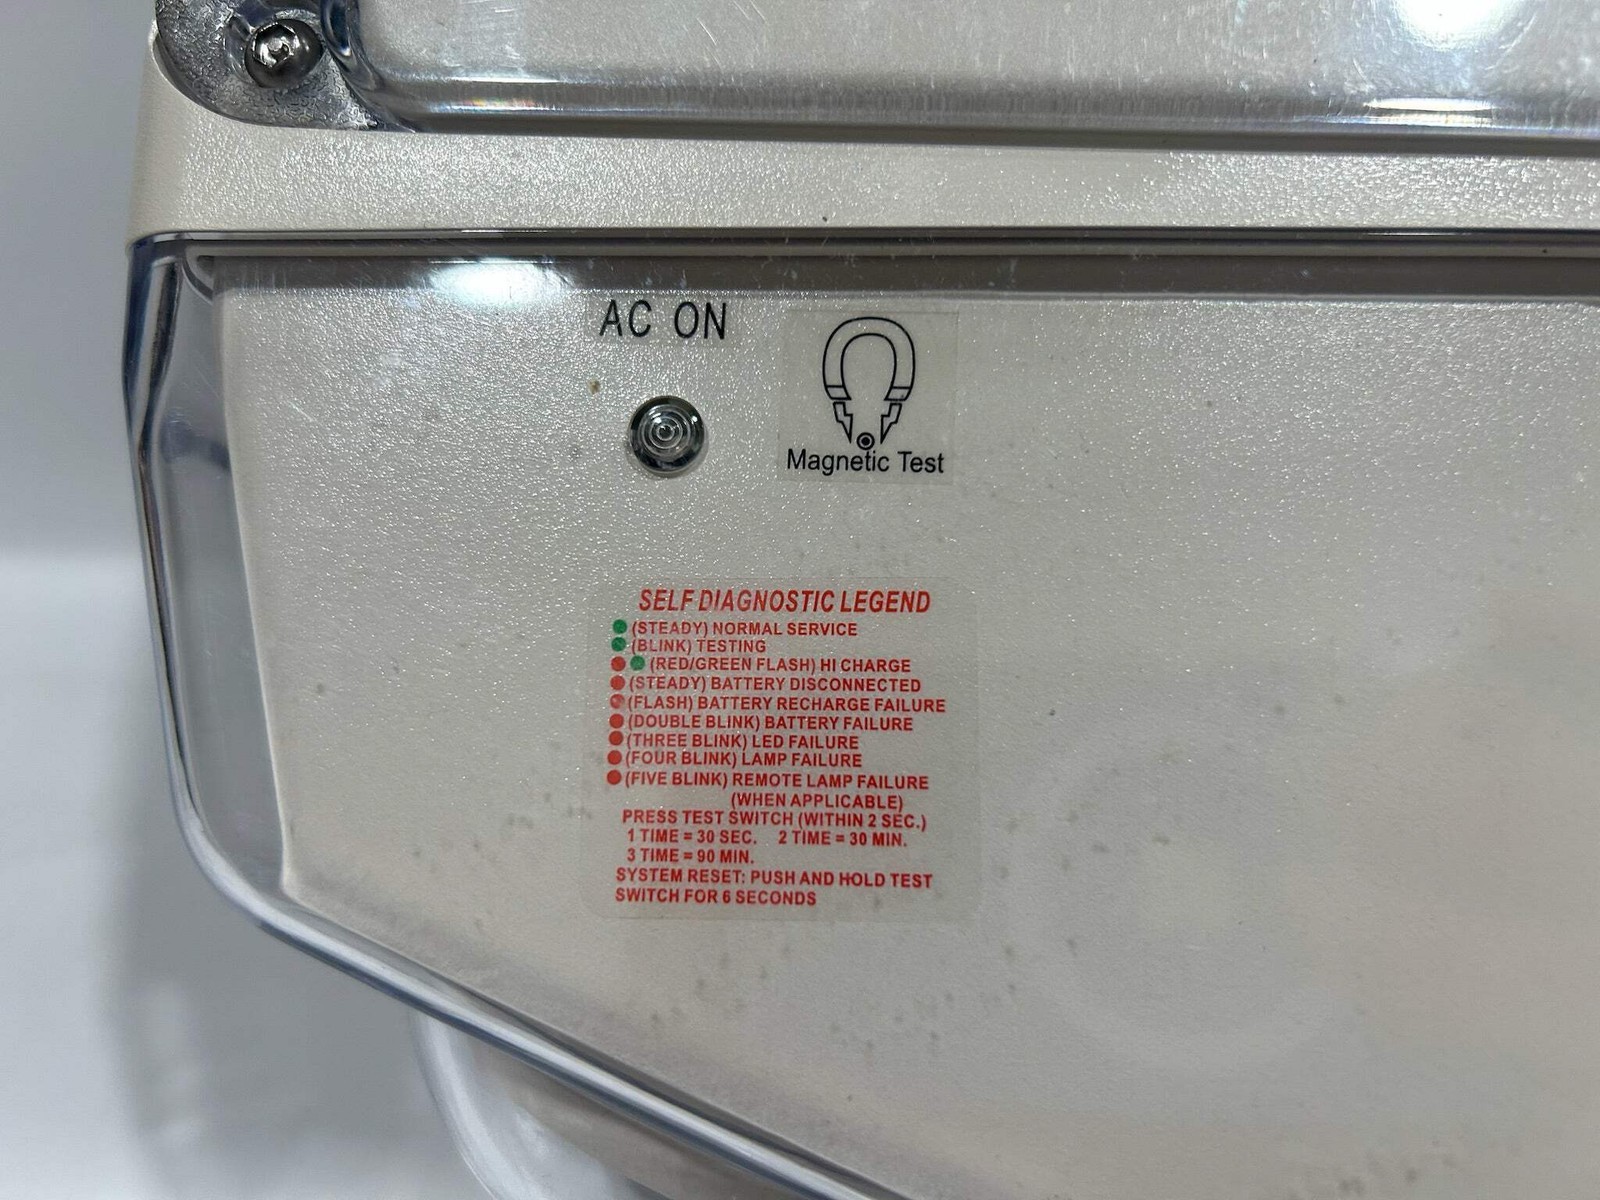 AC ON
Magnetic Test
SELF DIAGNOSTIC LEGEND
(STEADY) NORMAL SERVICE
(BLINK) TESTING
(RED/GREEN FLASH) HI CHARGE
(STEADY) BATTERY DISCONNECTED
(FLASH) BATTERY RECHARGE FAILURE
(DOUBLE BLINK) BATTERY FAILURE
(THREE BLINK) LED FAILURE
(FOUR BLINK) LAMP FAILURE
(FIVE BLINK) REMOTE LAMP FAILURE
(WHEN APPLICABLE)
PRESS TEST SWITCH (WITHIN 2 SEC.)
1 TIME = 30 SEC. 2 TIME = 30 MIN.
3 TIME = 90 MIN.
SYSTEM RESET: PUSH AND HOLD TEST
SWITCH FOR 6 SECONDS